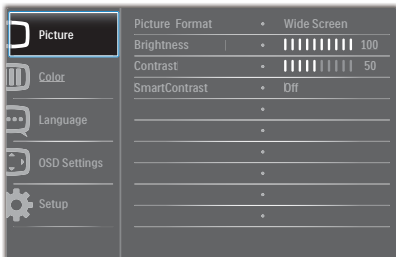 Picture
Color
Language
OSD Settings
Setup
Picture Format • Wide Screen
Brightness • 100
Contrast • 50
SmartContrast • Off
•
•
•
•
•
•